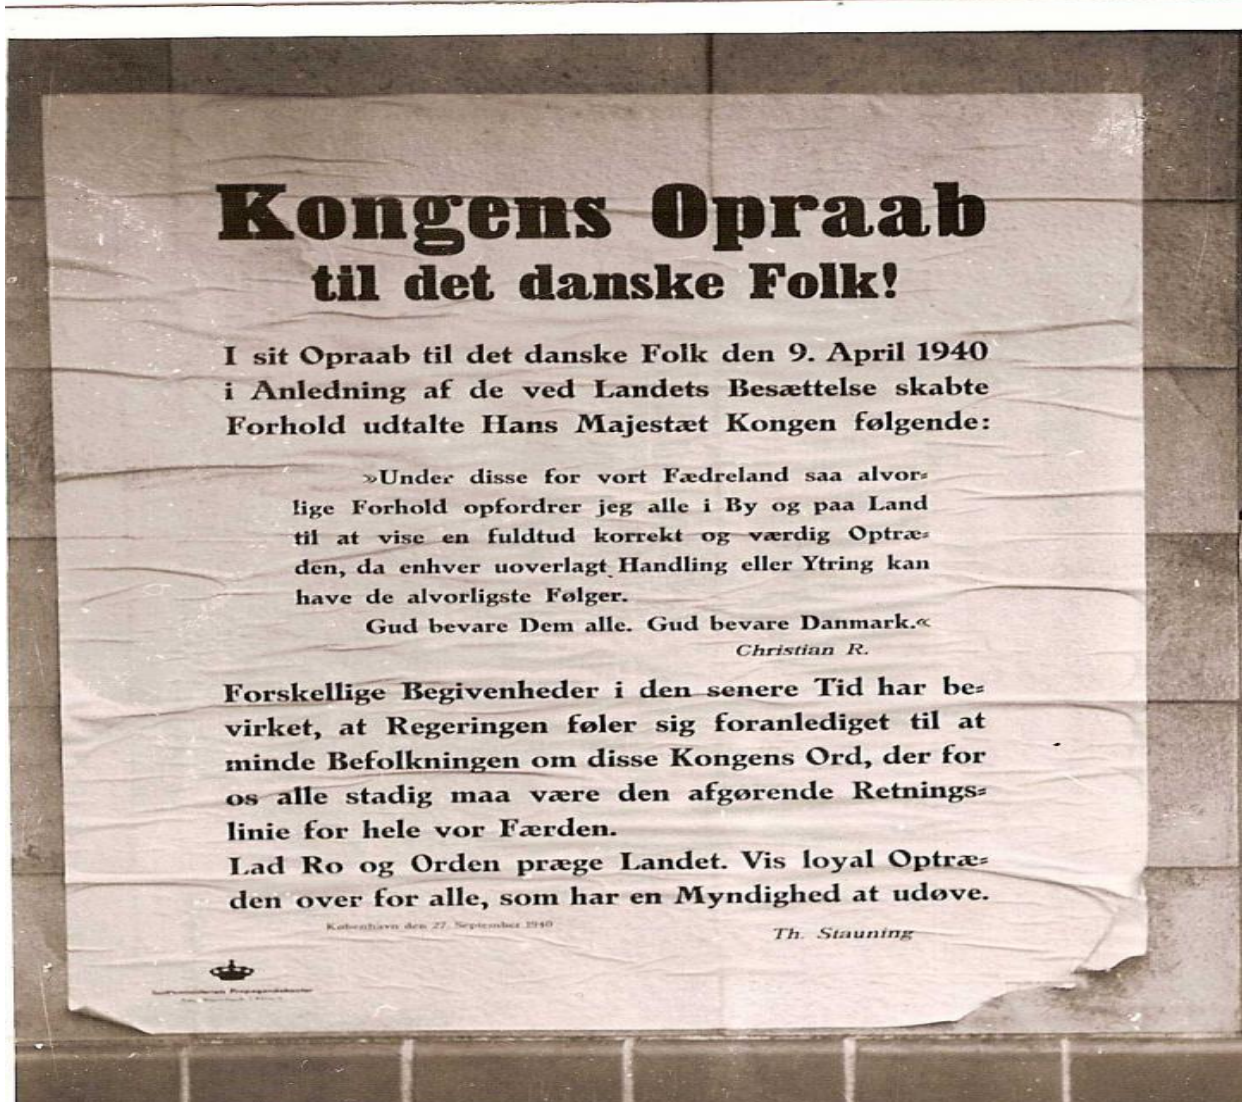 Kongens Opraab
til det danske Folk!
I sit Opraab til det danske Folk den 9. April 1940
i Anledning af de ved Landets Besættelse skabte
Forhold udtalte Hans Majestæt Kongen følgende:
»Under disse for vort Fædreland saa alvor⸗
lige Forhold opfordrer jeg alle i By og paa Land
til at vise en fuldtud korrekt og værdig Optræ⸗
den, da enhver uoverlagt Handling eller Ytring kan
have de alvorligste Følger.
Gud bevare Dem alle. Gud bevare Danmark.«
Christian R.
Forskellige Begivenheder i den senere Tid har be⸗
virket, at Regeringen føler sig foranlediget til at
minde Befolkningen om disse Kongens Ord, der for
os alle stadig maa være den afgørende Retnings⸗
linie for hele vor Færden.
Lad Ro og Orden præge Landet. Vis loyal Optræ⸗
den over for alle, som har en Myndighed at udøve.
København den 27. September 1940
Th. Stauning